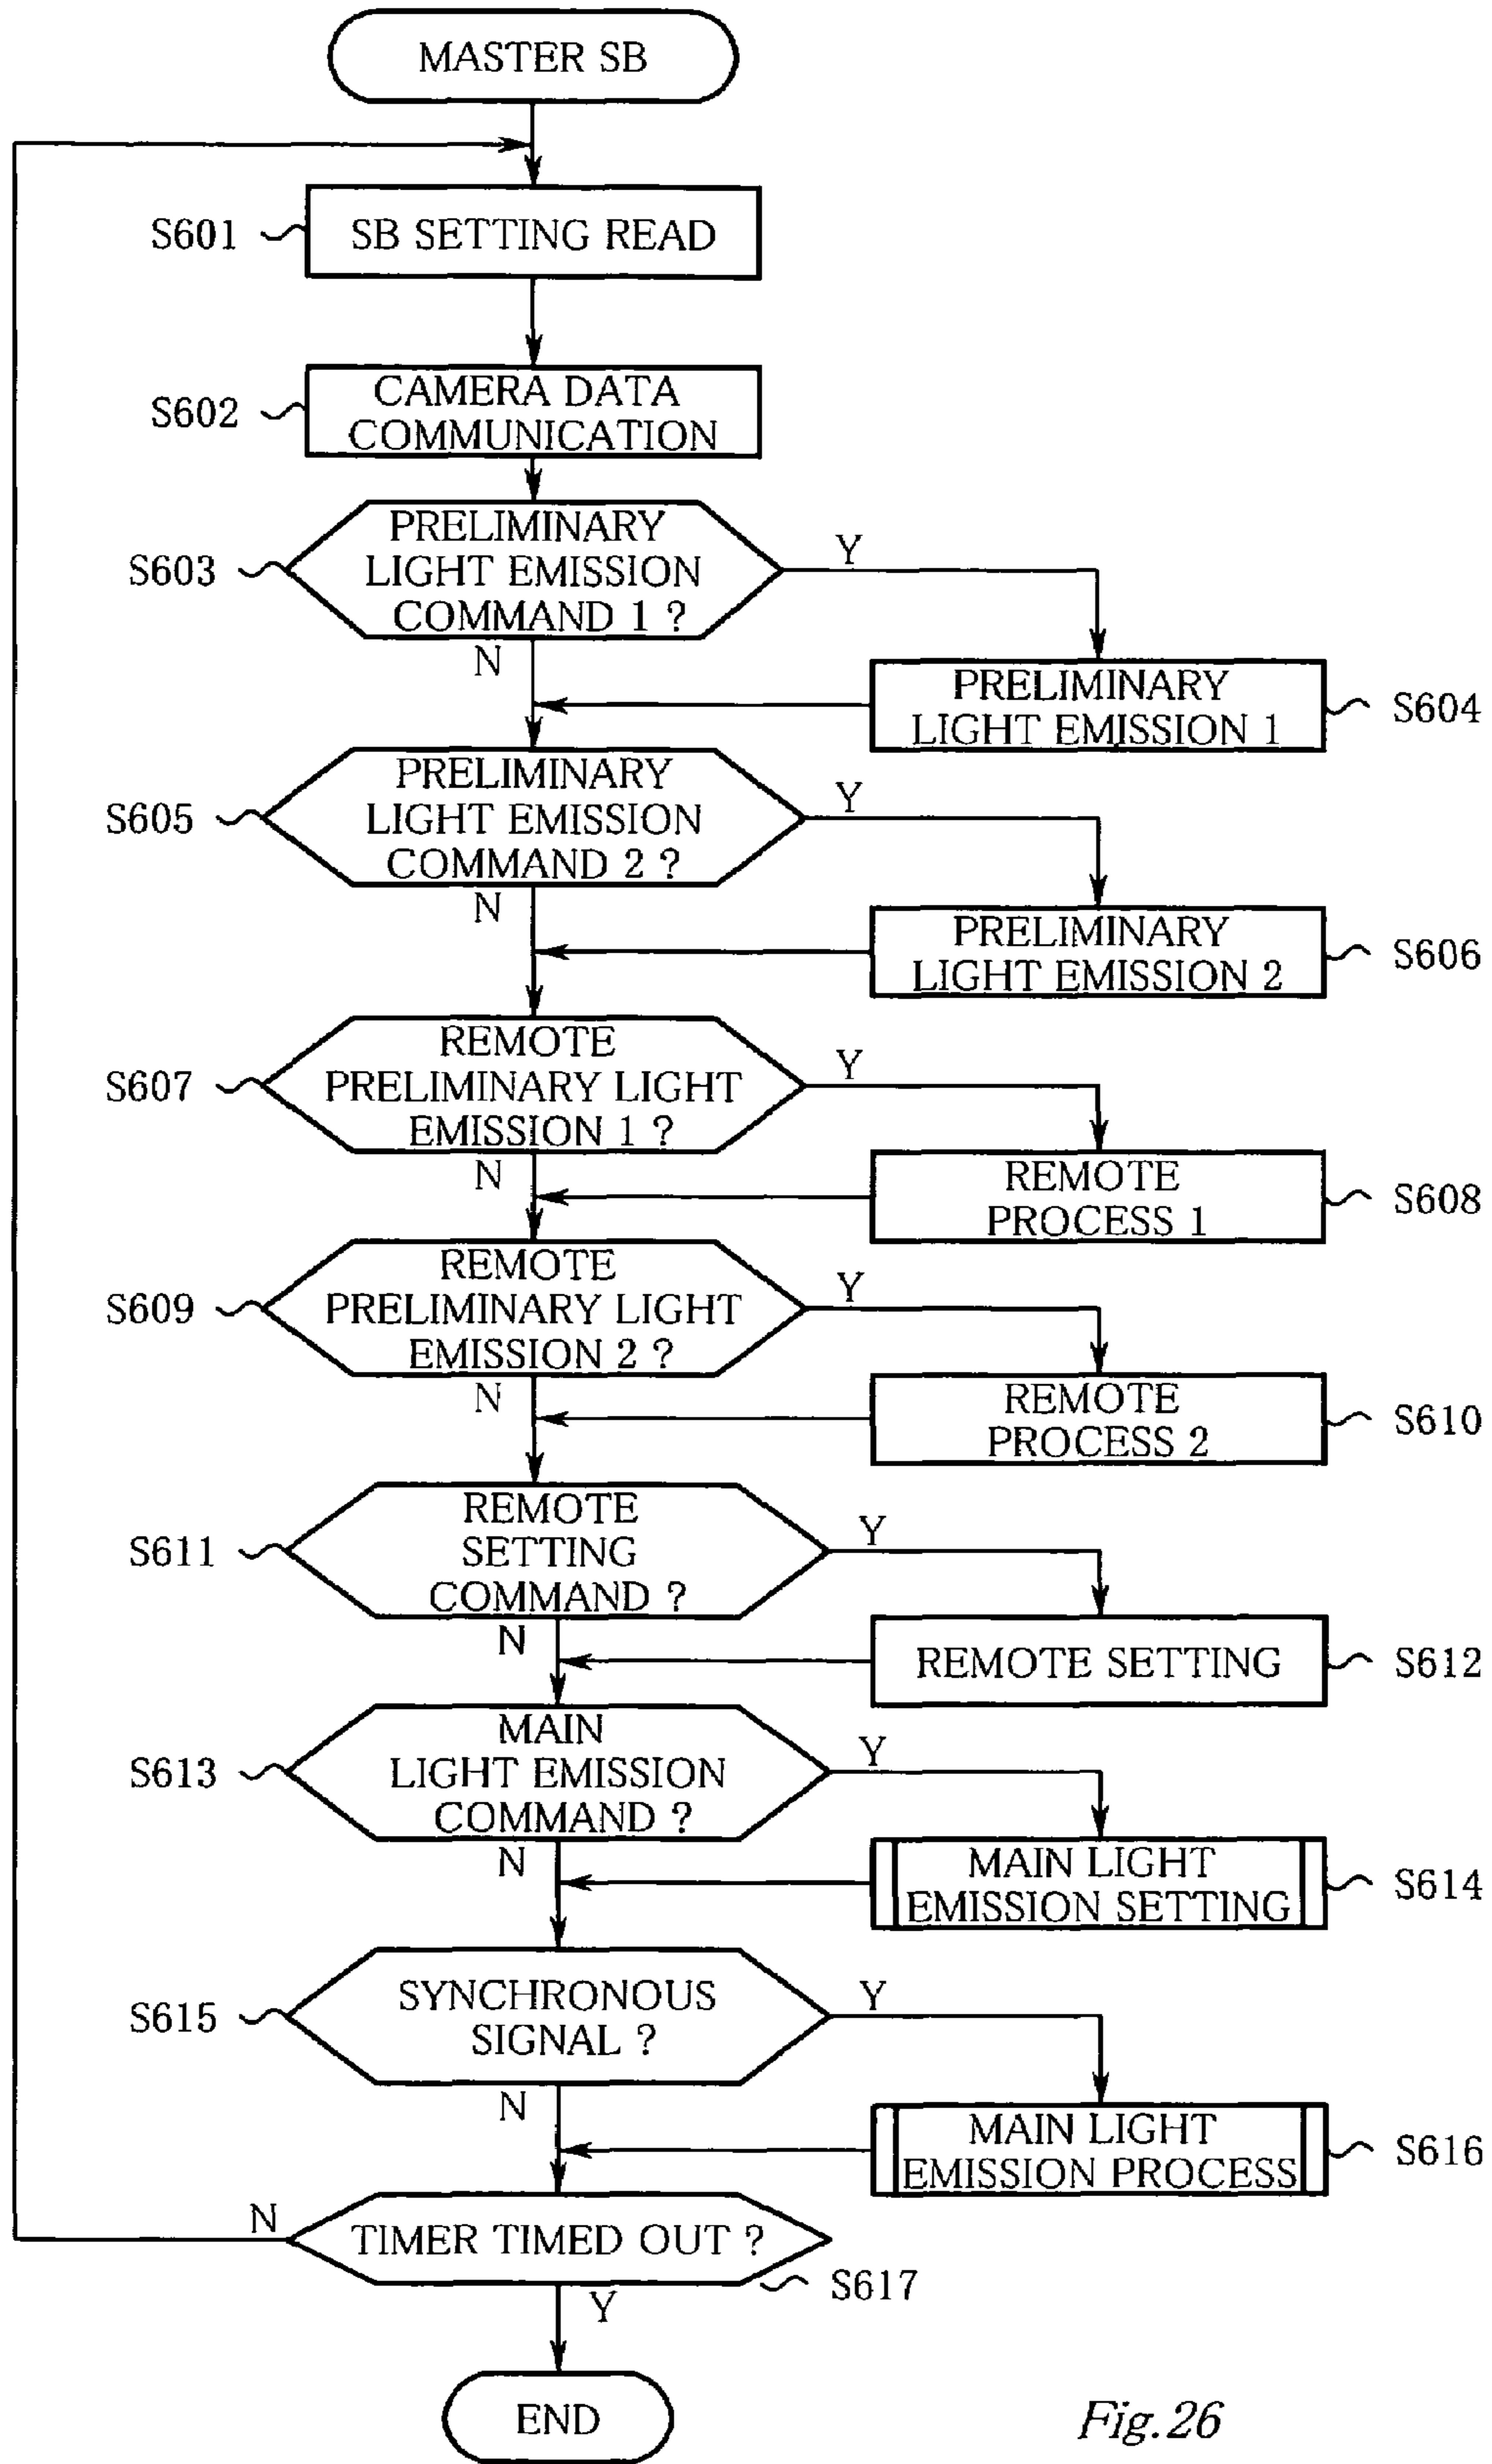 MASTER SB
S601
SB SETTING READ
S602
CAMERA DATA
COMMUNICATION
S603
PRELIMINARY
LIGHT EMISSION
COMMAND 1 ?
Y
N
PRELIMINARY
LIGHT EMISSION 1
S604
S605
PRELIMINARY
LIGHT EMISSION
COMMAND 2 ?
Y
N
PRELIMINARY
LIGHT EMISSION 2
S606
S607
REMOTE
PRELIMINARY LIGHT
EMISSION 1 ?
Y
N
REMOTE
PROCESS 1
S608
S609
REMOTE
PRELIMINARY LIGHT
EMISSION 2 ?
Y
N
REMOTE
PROCESS 2
S610
S611
REMOTE
SETTING
COMMAND ?
Y
N
REMOTE SETTING
S612
S613
MAIN
LIGHT EMISSION
COMMAND ?
Y
N
MAIN LIGHT
EMISSION SETTING
S614
S615
SYNCHRONOUS
SIGNAL ?
Y
N
MAIN LIGHT
EMISSION PROCESS
S616
N
TIMER TIMED OUT ?
S617
Y
END
Fig.26